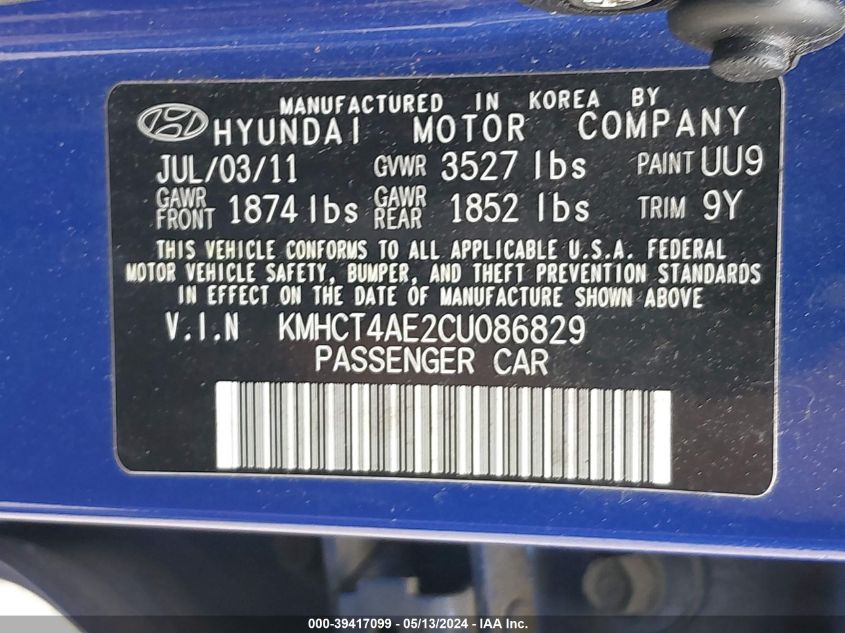 MANUFACTURED IN KOREA BY
HYUNDAI MOTOR COMPANY
JUL/03/11 GVWR 3527 lbs PAINT UU9
GAWR FRONT 1874 lbs GAWR REAR 1852 lbs TRIM 9Y
THIS VEHICLE CONFORMS TO ALL APPLICABLE U.S.A. FEDERAL
MOTOR VEHICLE SAFETY, BUMPER, AND THEFT PREVENTION STANDARDS
IN EFFECT ON THE DATE OF MANUFACTURE SHOWN ABOVE
V.I.N KMHCT4AE2CU086829
PASSENGER CAR
000-39417099 — 05/13/2024 — IAA Inc.